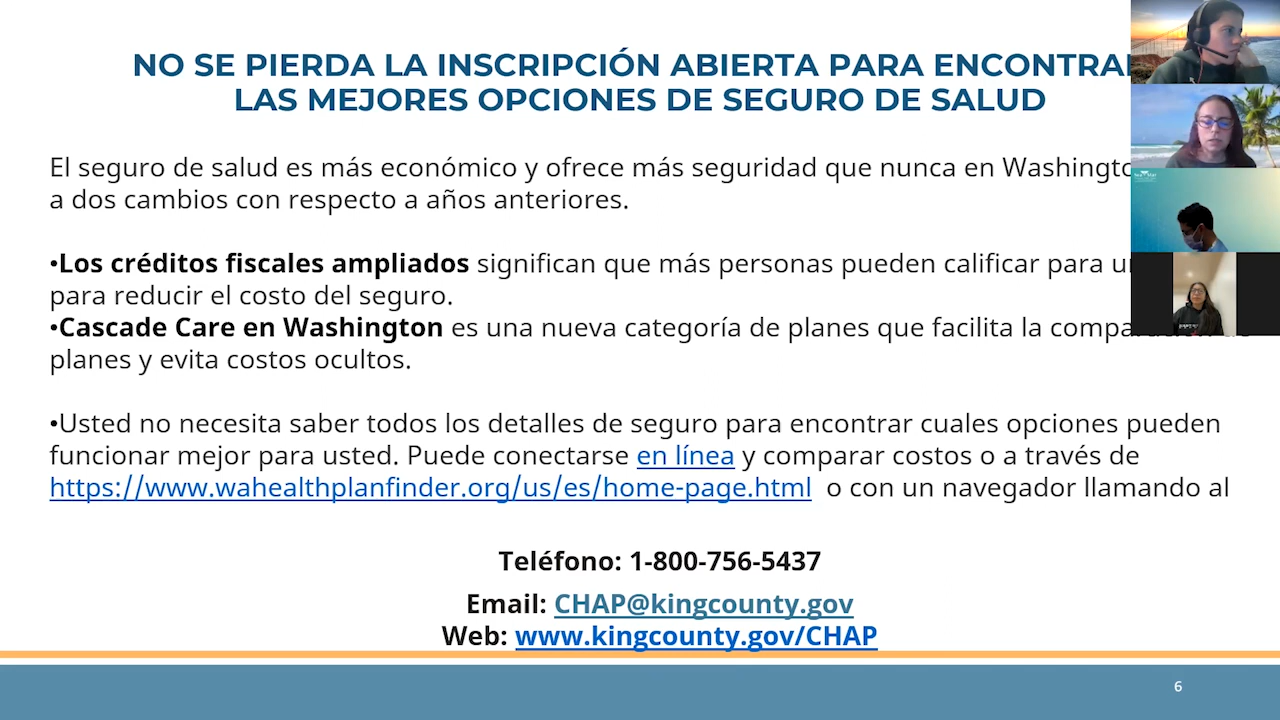 NO SE PIERDA LA INSCRIPCIÓN ABIERTA PARA ENCONTRAR
LAS MEJORES OPCIONES DE SEGURO DE SALUD
El seguro de salud es más económico y ofrece más seguridad que nunca en
a dos cambios con respecto a años anteriores.
•Los créditos fiscales ampliados significan que más personas pueden calificar para
para reducir el costo del seguro.
•Cascade Care en Washington es una nueva categoría de planes que facilita la
planes y evita costos ocultos.
•Usted no necesita saber todos los detalles de seguro para encontrar cuales opciones pueden
funcionar mejor para usted. Puede conectarse en línea y comparar costos o a través de
https://www.wahealthplanfinder.org/us/es/home-page.html o con un navegador llamando al
Teléfono: 1-800-756-5437
Email: CHAP@kingcounty.gov
Web: www.kingcounty.gov/CHAP
6